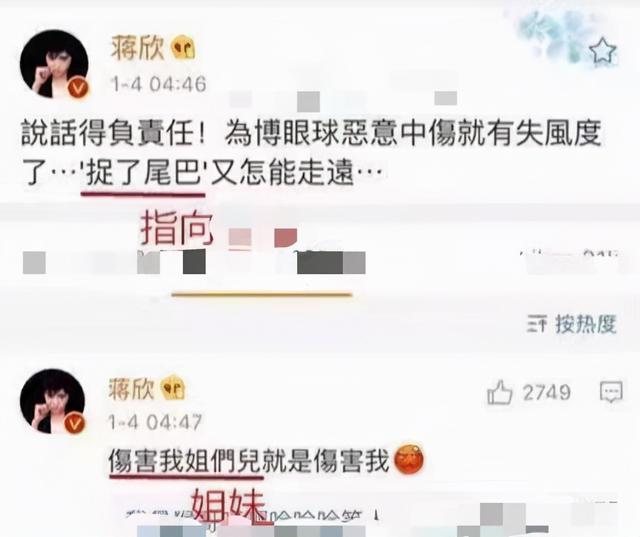 蒋欣
1-4 04:46
說話得負責任！為博眼球惡意中傷就有失風度
了…'捉了尾巴'又怎能走遠…
指向
按热度
蒋欣
2749
1-4 04:47
傷害我姐們兒就是傷害我
姐妹